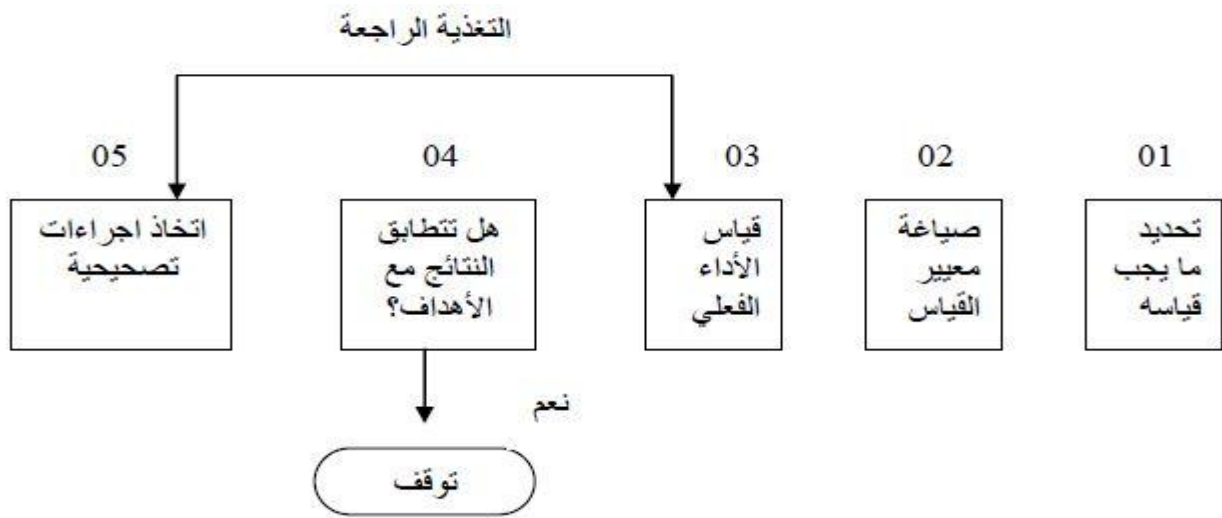 التغذية الراجعة
01
02
03
04
05
تحديد
ما يجب
قياسه
صياغة
معيير
القياس
قياس
الأداء
الفعلي
هل تتطابق
النتائج مع
الأهداف؟
اتخاذ اجراءات
تصحيحية
نعم
توقف